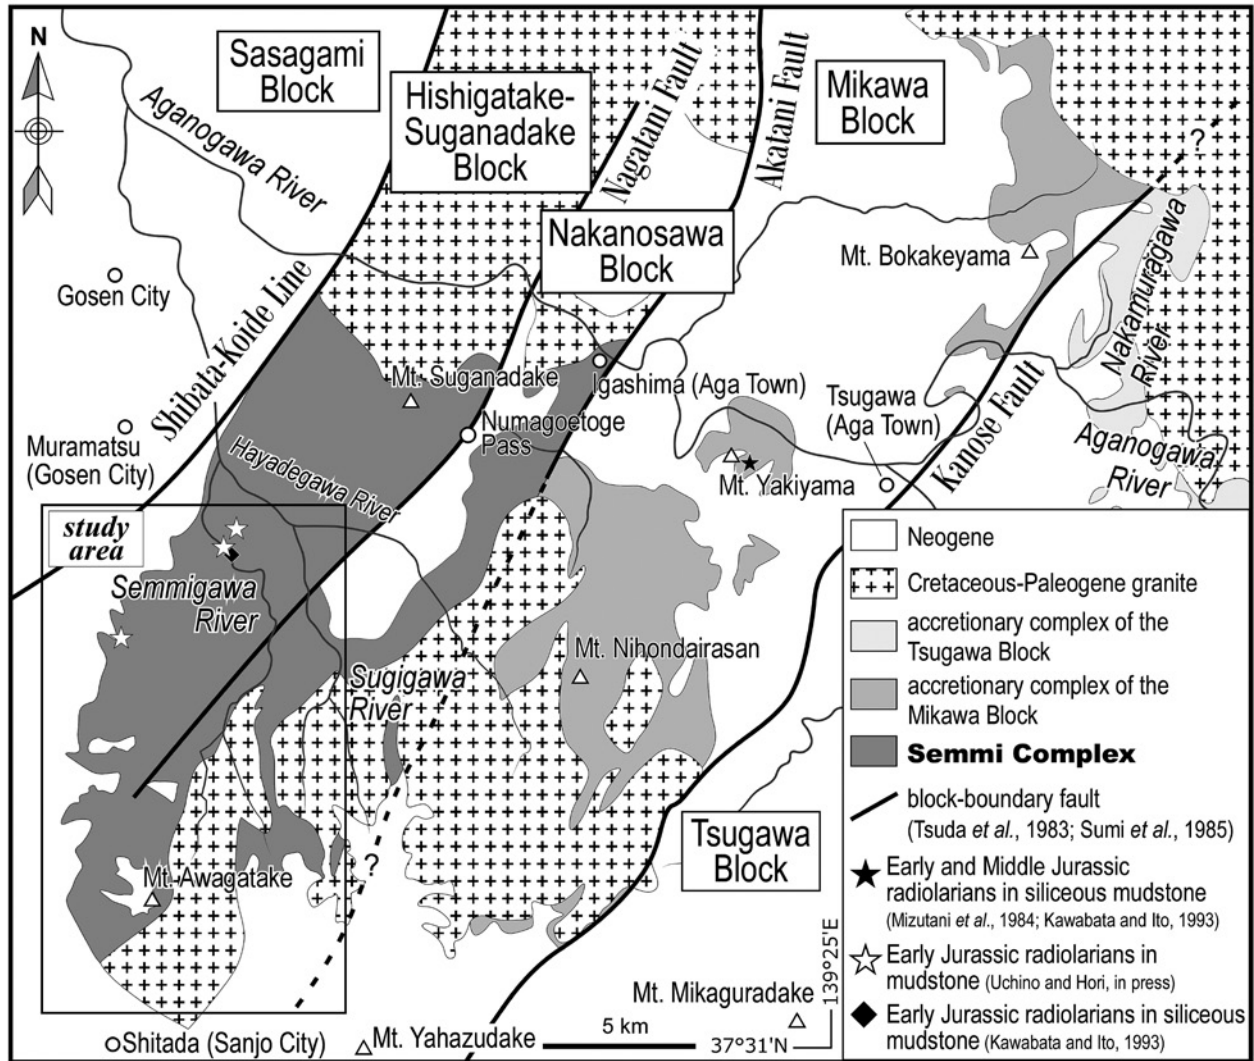 N
Sasagami
Block
Hishigatake-
Suganadake
Block
Nagatani Fault
Akatani Fault
Mikawa
Block
Aganogawa
River
?
Nakanosawa
Block
Mt. Bokakeyama
Nakamuragawa
River
Gosen City
Shibata-Koide Line
Mt. Suganadake
Igashima (Aga Town)
Tsugawa
(Aga Town)
Kanose Fault
Numagoetoge
Pass
Muramatsu
(Gosen City)
Hayadegawa
River
Mt. Yakiyama
Aganogawa
River
study
area
Semmigawa
River
Mt. Nihondairasan
Sugigawa
River
Tsugawa
Block
?
Mt. Awagatake
Mt. Mikaguradake
139°25'E
37°31'N
5 km
Shitada (Sanjo City)
Mt. Yahazudake
Neogene
Cretaceous-Paleogene granite
accretionary complex of the
Tsugawa Block
accretionary complex of the
Mikawa Block
Semmi Complex
block-boundary fault
(Tsuda et al., 1983; Sumi et al., 1985)
Early and Middle Jurassic
radiolarians in siliceous mudstone
(Mizutani et al., 1984; Kawabata and Ito, 1993)
Early Jurassic radiolarians in
mudstone (Uchino and Hori, in press)
Early Jurassic radiolarians in siliceous
mudstone (Kawabata and Ito, 1993)